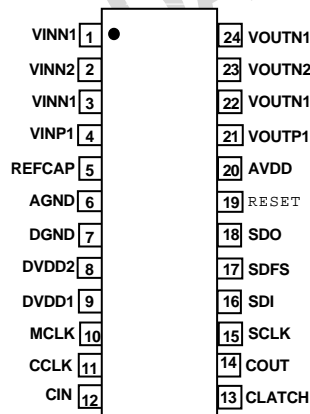 VINN1 1 24 VOUTN1
VINN2 2 23 VOUTN2
VINN1 3 22 VOUTN1
VINP1 4 21 VOUTP1
REFCAP 5 20 AVDD
AGND 6 19 RESET
DGND 7 18 SDO
DVDD2 8 17 SDFS
DVDD1 9 16 SDI
MCLK 10 15 SCLK
CCLK 11 14 COUT
CIN 12 13 CLATCH